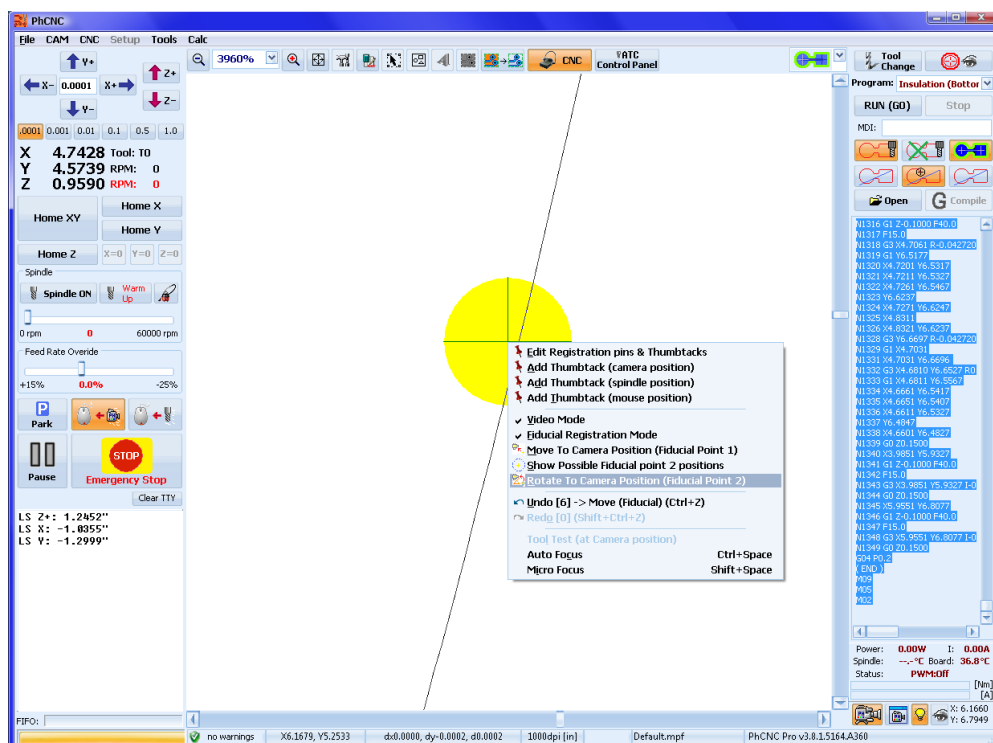 PhCNC
File CAM CNC Setup Tools Calc
Y+
Z+
X- 0.0001 X+
Y-
Z-
.0001 0.001 0.01 0.1 0.5 1.0
X 4.7428 Tool: T0
Y 4.5739 RPM: 0
Z 0.9590 RPM: 0
Home XY
Home X
Home Y
Home Z X=0 Y=0 Z=0
Spindle
Spindle ON
Warm Up
0 rpm 0 60000 rpm
Feed Rate Overide
+15% 0.0% -25%
P
Park
Pause
STOP
Emergency Stop
Clear TTY
LS Z+: 1.2452"
LS X: -1.0355"
LS Y: -1.2999"
FIFO:
3960%
CNC
ATC
Control Panel
Edit Registration pins & Thumbtacks
Add Thumbtack (camera position)
Add Thumbtack (spindle position)
Add Thumbtack (mouse position)
Video Mode
Fiducial Registration Mode
Move To Camera Position (Fiducial Point 1)
Show Possible Fiducial point 2 positions
Rotate To Camera Position (Fiducial Point 2)
Undo [6] -> Move (Fiducial) (Ctrl+Z)
Redo [0] (Shift+Ctrl+Z)
Tool Test (at Camera position)
Auto Focus Ctrl+Space
Micro Focus Shift+Space
Tool
Change
Program: Insulation (Bottor
RUN (GO) Stop
MDI:
Open G Compile
N1316 G1 Z-0.1000 F40.0
N1317 F15.0
N1318 G3 X4.7061 R-0.042720
N1319 G1 Y6.5177
N1320 X4.7201 Y6.5317
N1321 X4.7211 Y6.5327
N1322 X4.7261 Y6.5467
N1323 Y6.6237
N1324 X4.7271 Y6.6247
N1325 X4.8311
N1326 X4.8321 Y6.6237
N1328 G3 Y6.6697 R-0.042720
N1329 G1 X4.7031
N1331 X4.7031 Y6.6696
N1332 G3 X4.6810 Y6.6527 R0
N1333 G1 X4.6811 Y6.5567
N1334 X4.6661 Y6.5417
N1335 X4.6651 Y6.5407
N1336 X4.6611 Y6.5327
N1337 Y6.4847
N1338 X4.6601 Y6.4827
N1339 G0 Z0.1500
N1340 X3.9851 Y5.9327
N1341 G1 Z-0.1000 F40.0
N1342 F15.0
N1343 G3 X3.9851 Y5.9327 I-0
N1344 G0 Z0.1500
N1345 X5.9551 Y6.8077
N1346 G1 Z-0.1000 F40.0
N1347 F15.0
N1348 G3 X5.9551 Y6.8077 I-0
N1349 G0 Z0.1500
G04 P0.2
( END )
M09
M05
M02
Power: 0.00W I: 0.00A
Spindle: --.-°C Board: 36.8°C
Status: PWM:Off
[Nm]
[A]
X: 6.1660
Y: 6.7949
no warnings X6.1679, Y5.2533 dx0.0000, dy-0.0002, d0.0002 1000dpi [in] Default.mpf PhCNC Pro v3.8.1.5164.A360